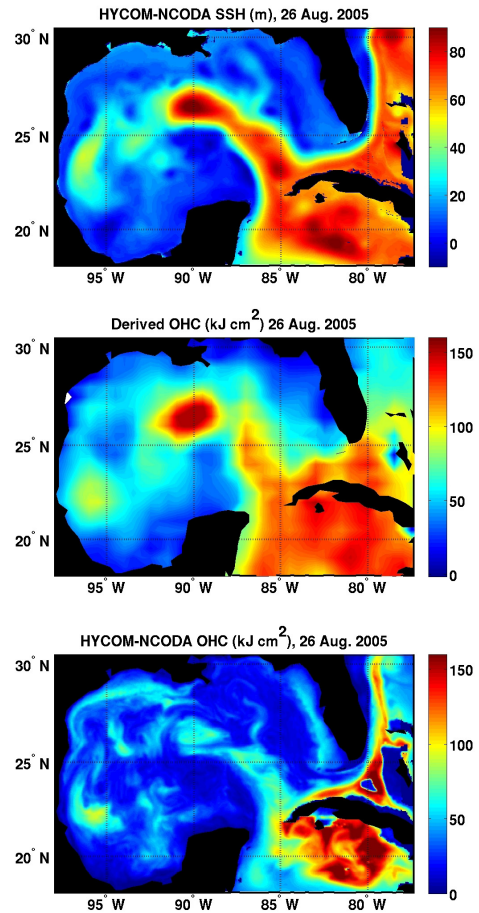 HYCOM-NCODA SSH (m), 26 Aug. 2005
30° N
25° N
20° N
95° W
90° W
85° W
80° W
80
60
40
20
0
Derived OHC (kJ cm2) 26 Aug. 2005
30° N
25° N
20° N
95° W
90° W
85° W
80° W
150
100
50
0
HYCOM-NCODA OHC (kJ cm2), 26 Aug. 2005
30° N
25° N
20° N
95° W
90° W
85° W
80° W
150
100
50
0